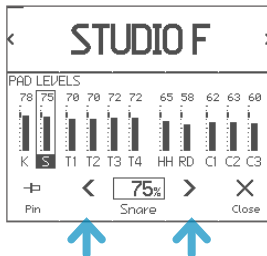 STUDIO F
PAD LEVELS
78 75 70 70 72 72 65 58 62 63 60
K S T1 T2 T3 T4 HH RD C1 C2 C3
75%
Pin Snare Close